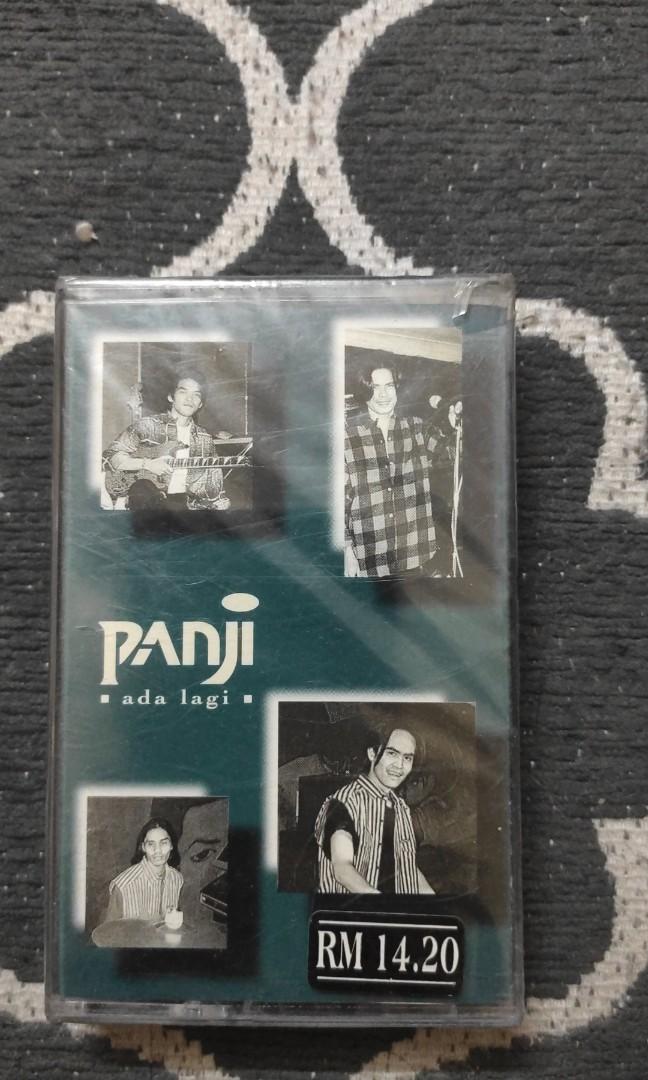 panji
▪ ada lagi ▪
RM 14.20